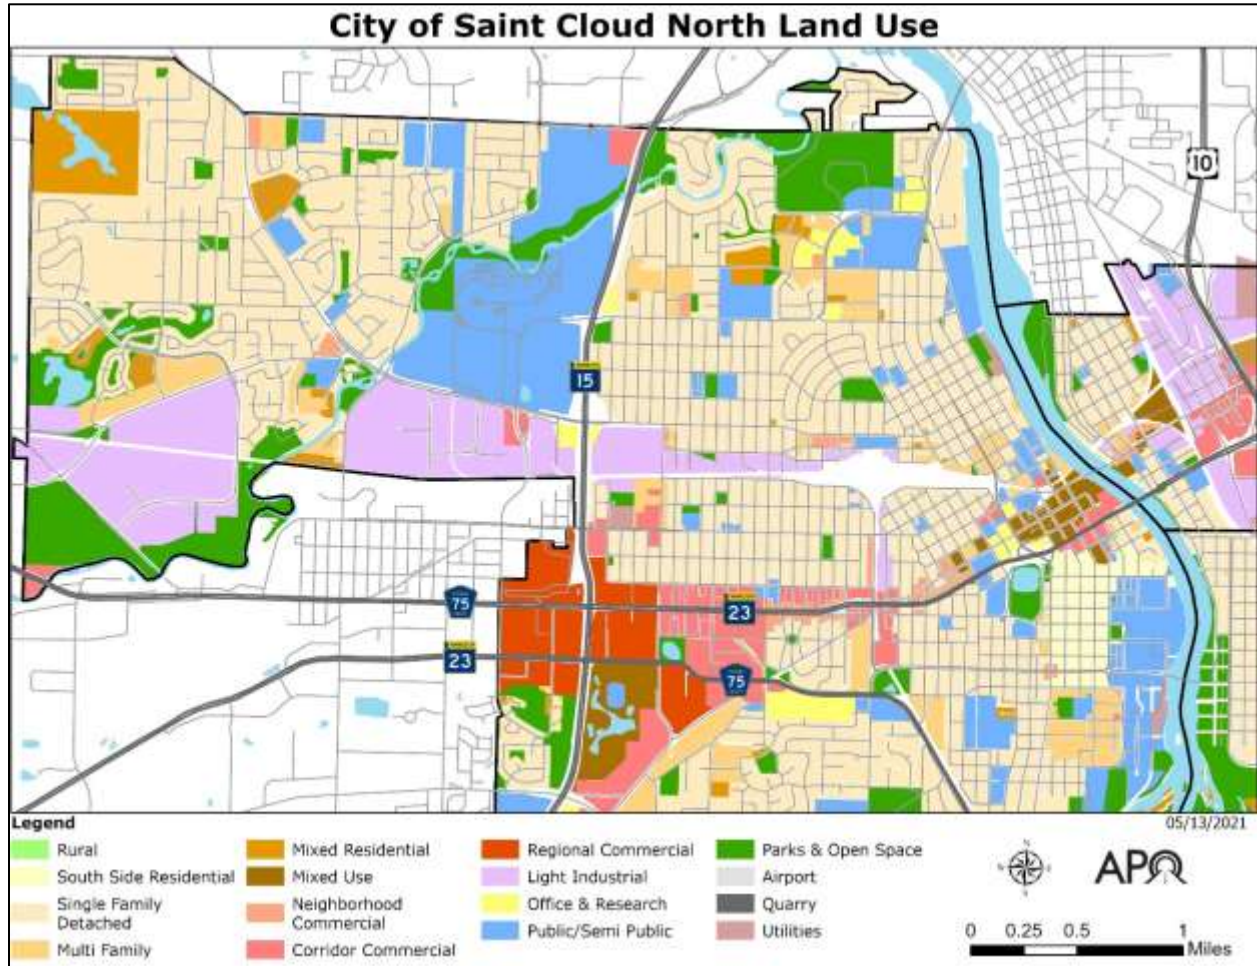 City of Saint Cloud North Land Use
10
15
75
23
23
75
Legend
05/13/2021
Rural
South Side Residential
Single Family
Detached
Multi Family
Mixed Residential
Mixed Use
Neighborhood
Commercial
Corridor Commercial
Regional Commercial
Light Industrial
Office & Research
Public/Semi Public
Parks & Open Space
Airport
Quarry
Utilities
N
APO
0 0.25 0.5 1
Miles